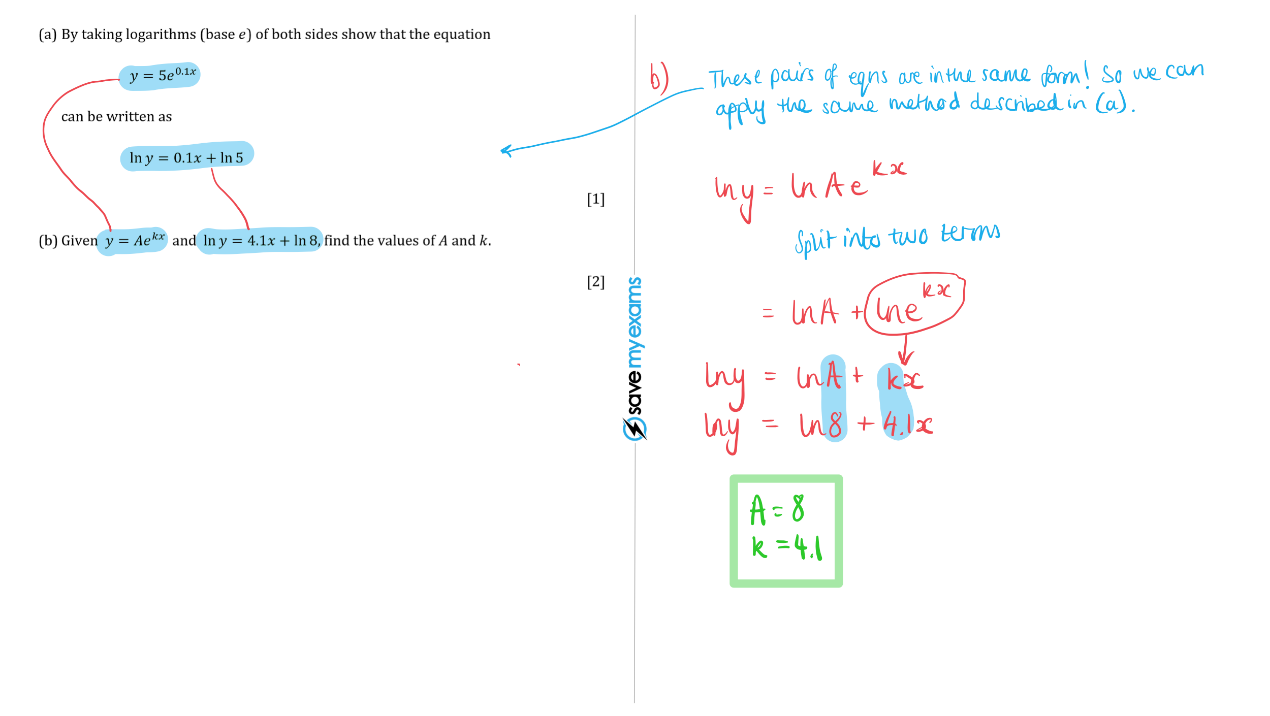 (a) By taking logarithms (base e) of both sides show that the equation
y = 5e^{0.1x}
can be written as
ln y = 0.1x + ln 5
[1]
(b) Given y = Ae^{kx} and ln y = 4.1x + ln 8, find the values of A and k.
[2]
save my exams
b) These pairs of eqns are in the same form! So we can
apply the same method described in (a).
ln y = ln A e^{kx}
Split into two terms
= ln A + ln e^{kx}
ln y = ln A + kx
ln y = ln 8 + 4.1x
A = 8
k = 4.1